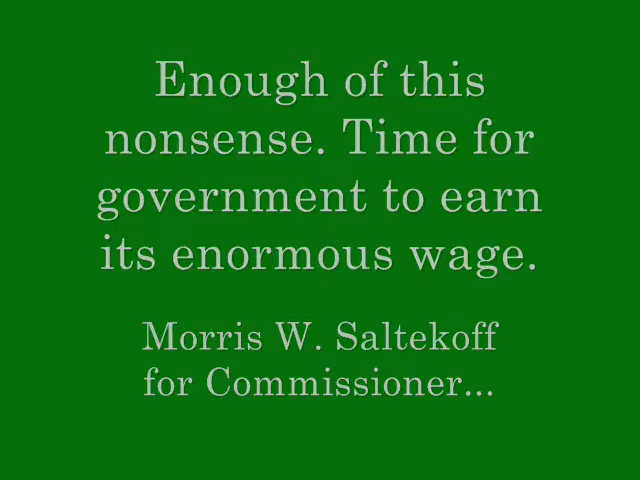 Enough of this
nonsense. Time for
government to earn
its enormous wage.
Morris W. Saltekoff
for Commissioner...